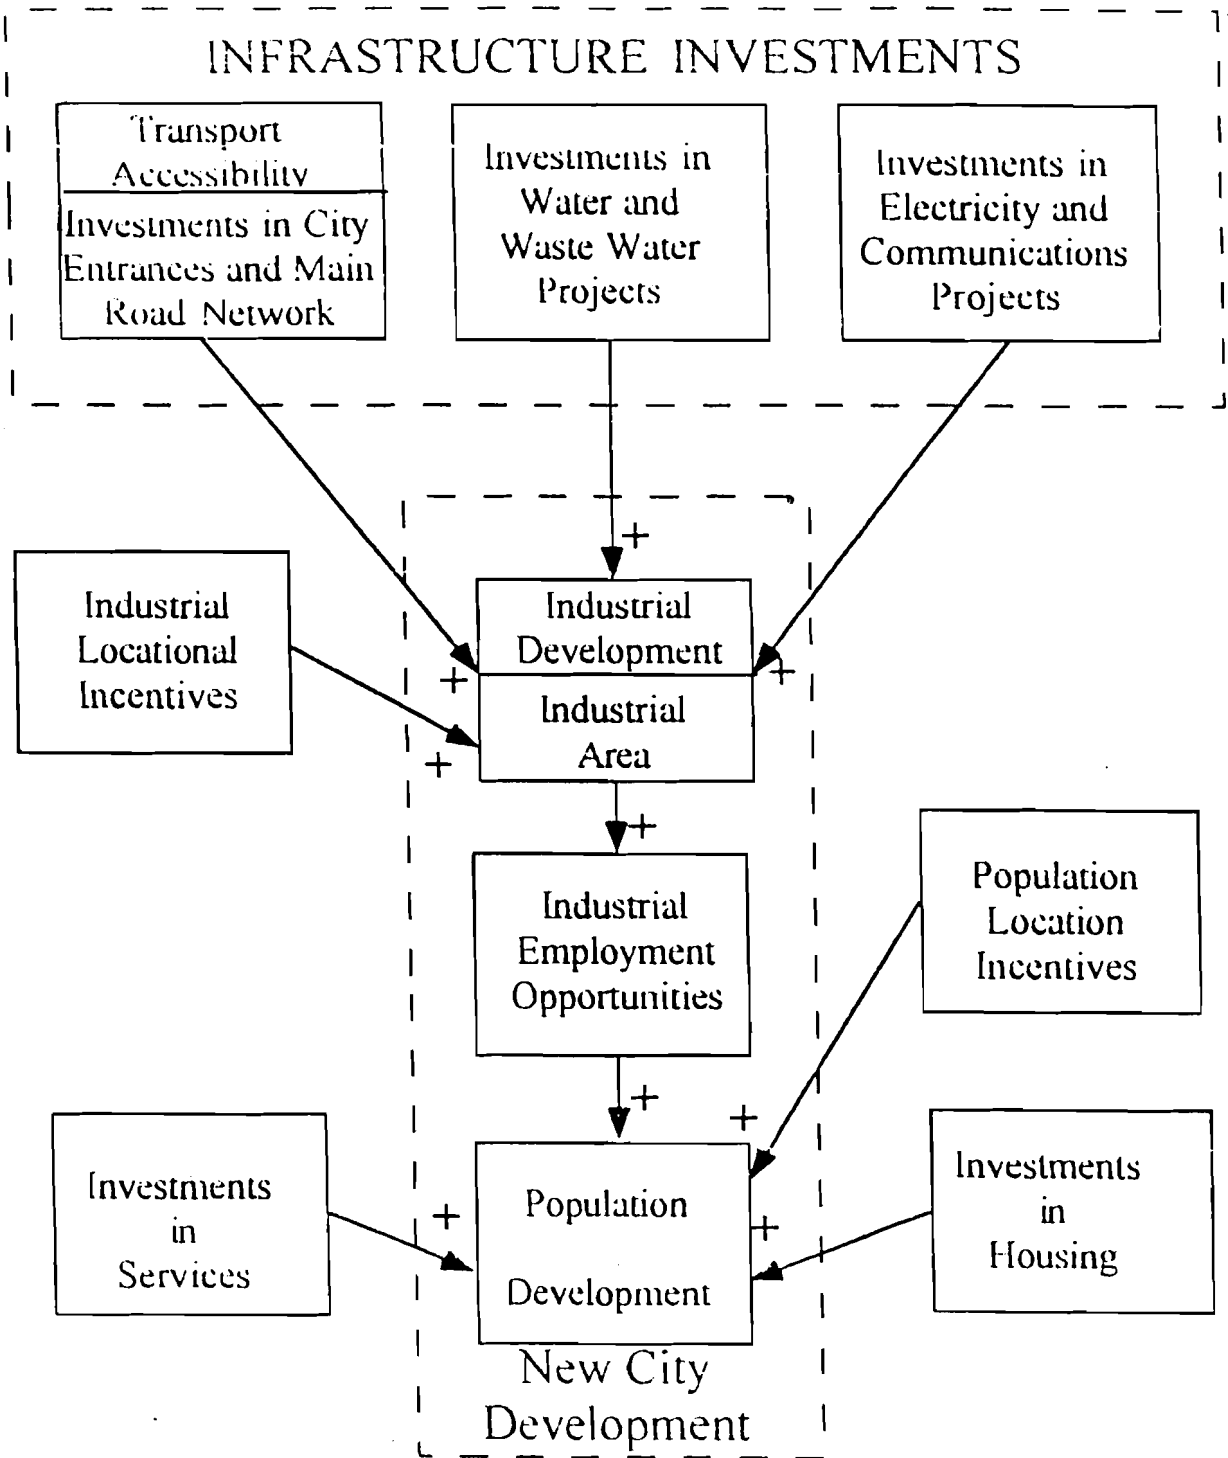 INFRASTRUCTURE INVESTMENTS
Transport
Accessibility
Investments in City
Entrances and Main
Road Network
Investments in
Water and
Waste Water
Projects
Investments in
Electricity and
Communications
Projects
+
Industrial
Locational
Incentives
Industrial
Development
+
+
Industrial
Area
+
+
Industrial
Employment
Opportunities
Population
Location
Incentives
+
+
Investments
in
Services
+
Population
Development
+
Investments
in
Housing
New City
Development